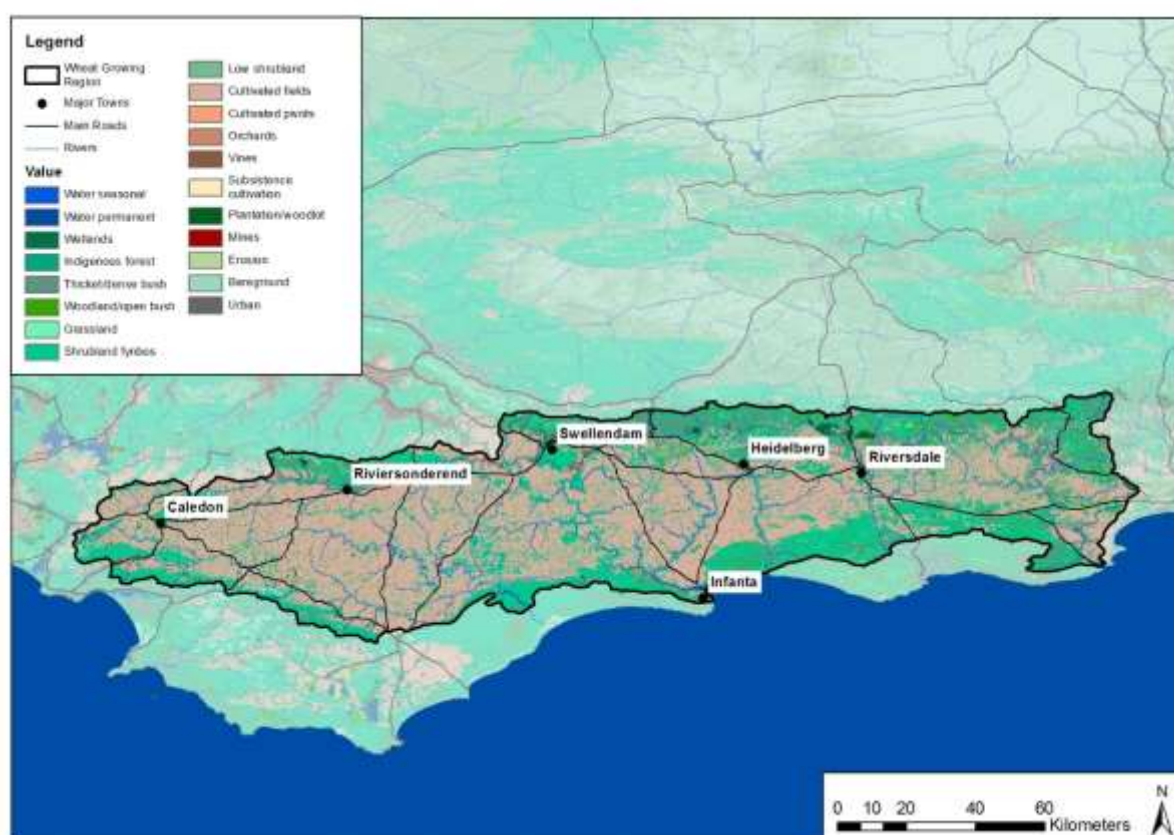 Legend
Wheat Growing
Region
Major Towns
Main Roads
Rivers
Value
Water seasonal
Water permanent
Wetlands
Indigenous forest
Thicket/dense bush
Woodland/open bush
Grassland
Shrubland fynbos
Low shrubland
Cultivated fields
Cultivated pivots
Orchards
Vines
Subsistence
cultivation
Plantation/woodlot
Mines
Erosion
Bareground
Urban
Swellendam
Heidelberg
Riversdale
Riviersonderend
Caledon
Infanta
N
0 10 20 40 60
Kilometers